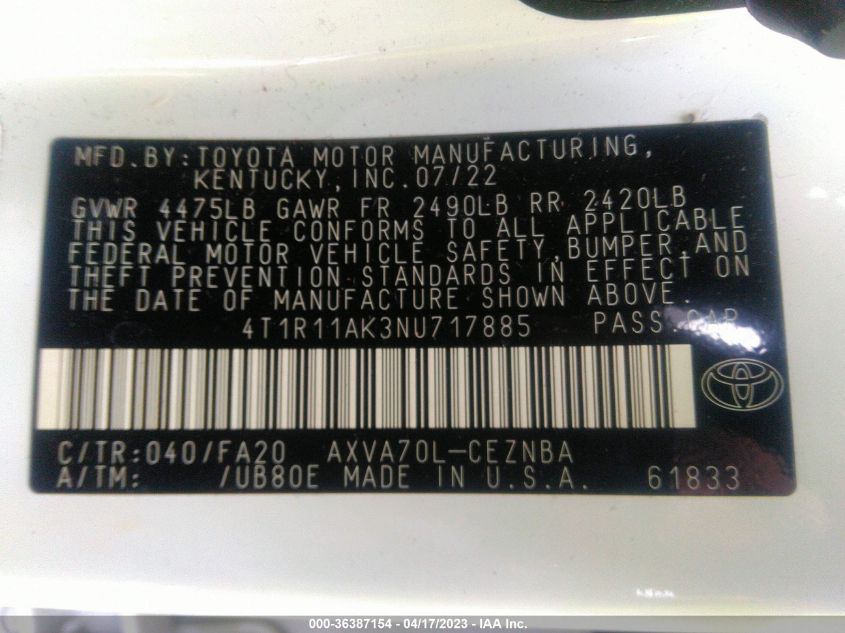 MFD. BY: TOYOTA MOTOR MANUFACTURING,
KENTUCKY, INC. 07/22
GVWR 4475LB GAWR FR 2490LB RR 2420LB
THIS VEHICLE CONFORMS TO ALL APPLICABLE
FEDERAL MOTOR VEHICLE SAFETY, BUMPER, AND
THEFT PREVENTION STANDARDS IN EFFECT ON
THE DATE OF MANUFACTURE SHOWN ABOVE.
4T1R11AK3NU717885 PASS. CAR
C/TR: 040/FA20 AXVA70L-CEZNBA
A/TM: /UB80E MADE IN U.S.A. 61833
000-36387154 - 04/17/2023 - IAA Inc.